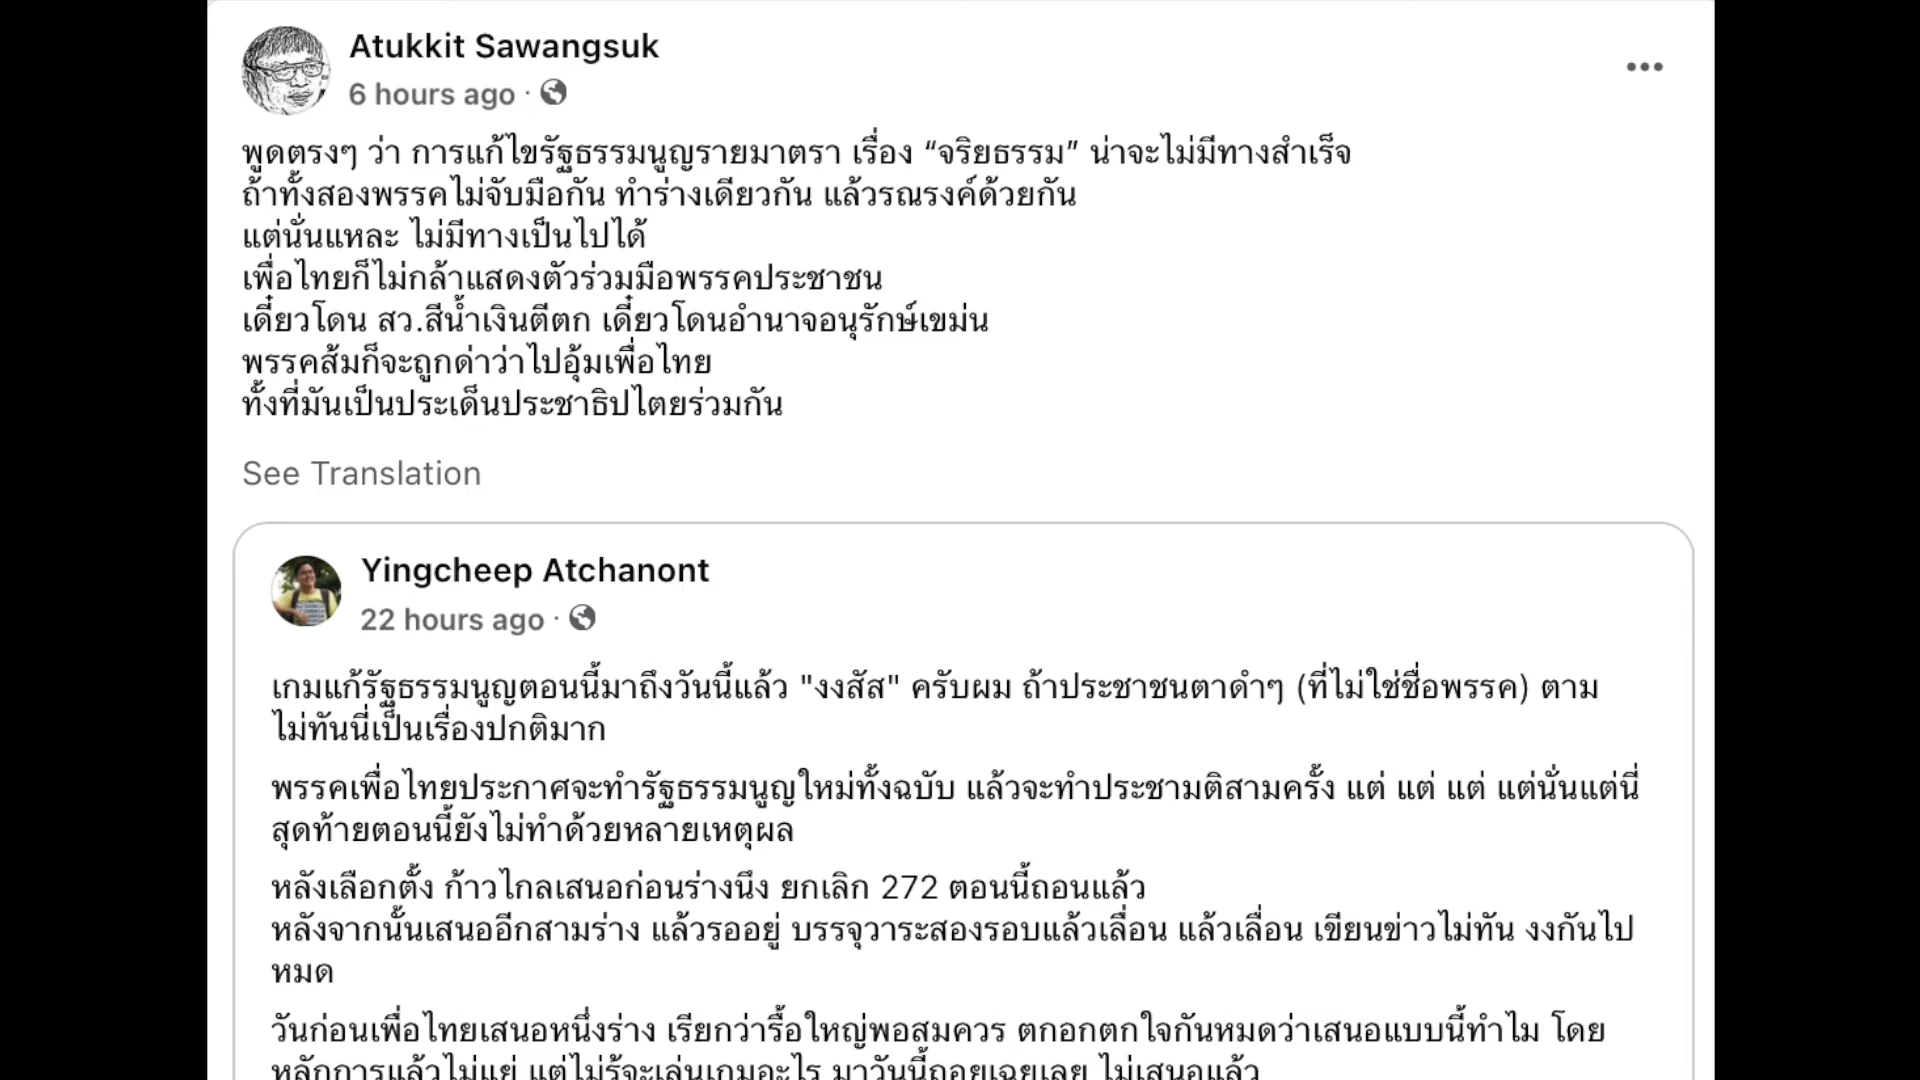 Atukkit Sawangsuk
6 hours ago ·
พูดตรงๆ ว่า การแก้ไขรัฐธรรมนูญรายมาตรา เรื่อง “จริยธรรม” น่าจะไม่มีทางสำเร็จ
ถ้าทั้งสองพรรคไม่จับมือกัน ทำร่างเดียวกัน แล้วรณรงค์ด้วยกัน
แต่นั่นแหละ ไม่มีทางเป็นไปได้
เพื่อไทยก็ไม่กล้าแสดงตัวร่วมมือพรรคประชาชน
เดี๋ยวโดน สว.สีน้ำเงินตีตก เดี๋ยวโดนอำนาจอนุรักษ์เขม่น
พรรคส้มก็จะถูกด่าว่าไปอุ้มเพื่อไทย
ทั้งที่มันเป็นประเด็นประชาธิปไตยร่วมกัน
See Translation
Yingcheep Atchanont
22 hours ago ·
เกมแก้รัฐธรรมนูญตอนนี้มาถึงวันนี้แล้ว "งงสัส" ครับผม ถ้าประชาชนตาดำๆ (ที่ไม่ใช่ชื่อพรรค) ตาม
ไม่ทันนี่เป็นเรื่องปกติมาก
พรรคเพื่อไทยประกาศจะทำรัฐธรรมนูญใหม่ทั้งฉบับ แล้วจะทำประชามติสามครั้ง แต่ แต่ แต่ แต่นั่นแต่นี่
สุดท้ายตอนนี้ยังไม่ทำด้วยหลายเหตุผล
หลังเลือกตั้ง ก้าวไกลเสนอก่อนร่างนึง ยกเลิก 272 ตอนนี้ถอนแล้ว
หลังจากนั้นเสนออีกสามร่าง แล้วรออยู่ บรรจุวาระสองรอบแล้วเลื่อน แล้วเลื่อน เขียนข่าวไม่ทัน งงกันไป
หมด
วันก่อนเพื่อไทยเสนอหนึ่งร่าง เรียกว่ารื้อใหญ่พอสมควร ตกอกตกใจกันหมดว่าเสนอแบบนี้ทำไม โดย
หลักการแล้วไม่แย่ แต่ไม่รู้จะเล่นเกมอะไร มาวันนี้ถอยเฉยเลย ไม่เสนอแล้ว